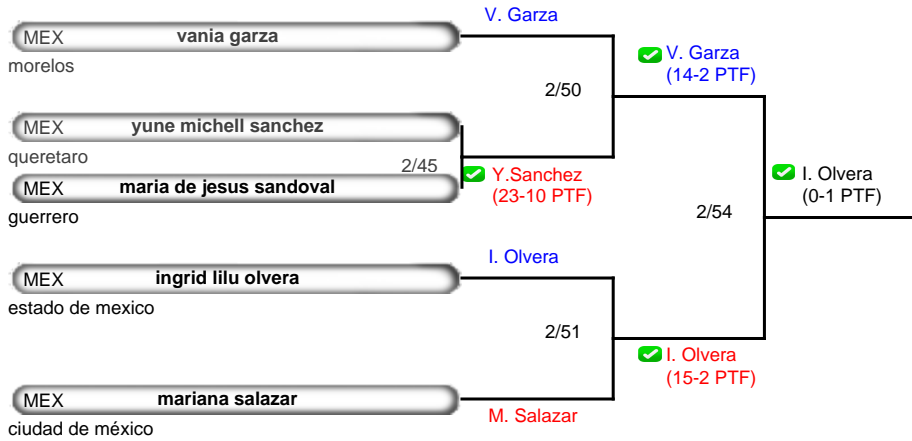 V. Garza
MEX vania garza
morelos
V. Garza
(14-2 PTF)
2/50
MEX yune michell sanchez
queretaro
2/45
Y.Sanchez
(23-10 PTF)
MEX maria de jesus sandoval
guerrero
I. Olvera
(0-1 PTF)
2/54
I. Olvera
MEX ingrid lilu olvera
estado de mexico
2/51
I. Olvera
(15-2 PTF)
MEX mariana salazar
M. Salazar
ciudad de méxico